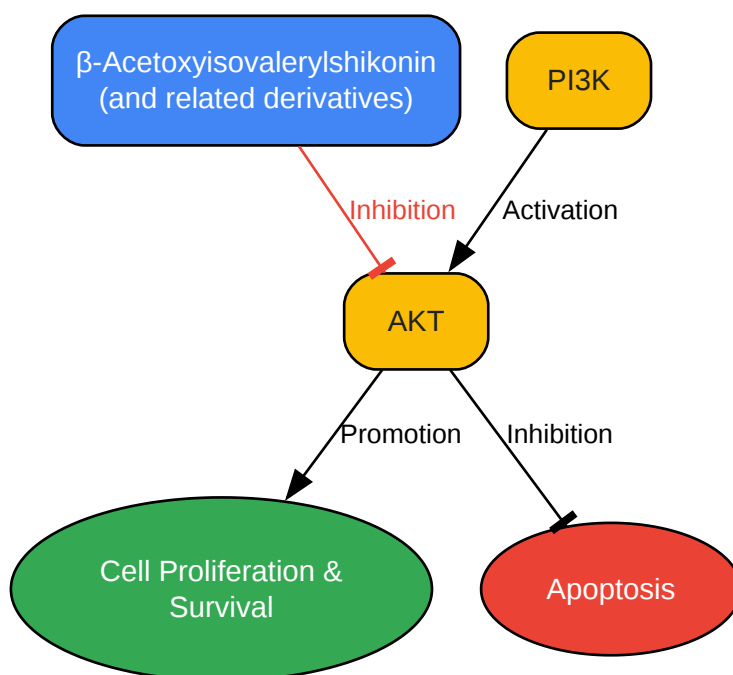 β-Acetoxyisovalerylshikonin
(and related derivatives)
PI3K
Inhibition
Activation
AKT
Promotion
Inhibition
Cell Proliferation &
Survival
Apoptosis